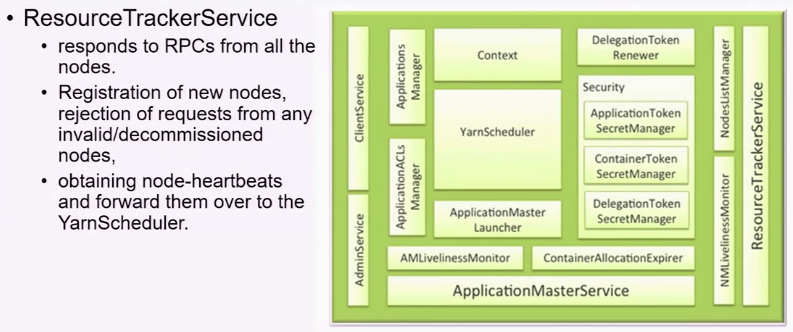 • ResourceTrackerService
• responds to RPCs from all the
nodes.
• Registration of new nodes,
rejection of requests from any
invalid/decommissioned
nodes,
• obtaining node-heartbeats
and forward them over to the
YarnScheduler.
ClientService
AdminService
Applications
Manager
ApplicationACLs
Manager
Context
YarnScheduler
ApplicationMaster
Launcher
DelegationToken
Renewer
Security
ApplicationToken
SecretManager
ContainerToken
SecretManager
DelegationToken
SecretManager
AMLivelinessMonitor
ContainerAllocationExpirer
ApplicationMasterService
NodesListManager
NMLivelinessMonitor
ResourceTrackerService